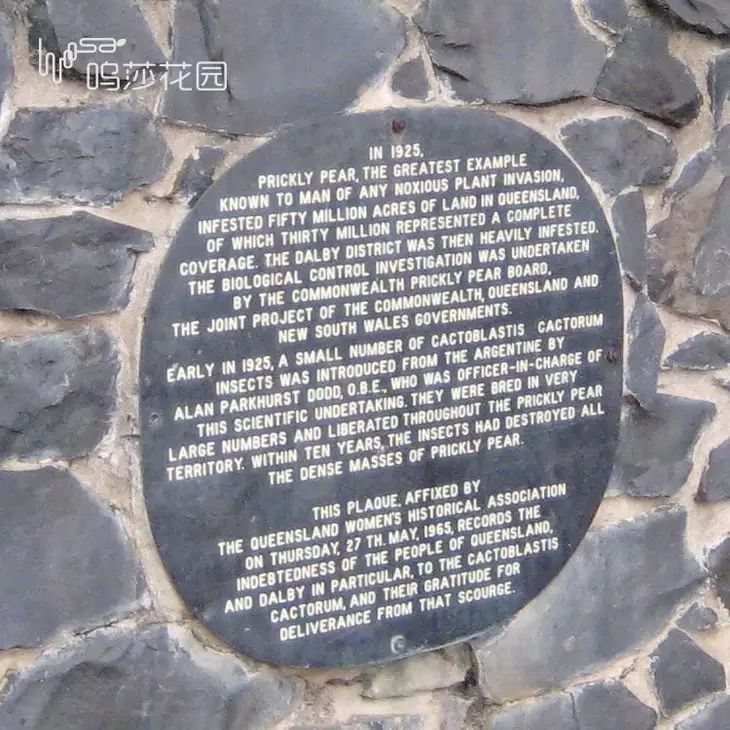 wusa
呜莎花园
IN 1925,
PRICKLY PEAR, THE GREATEST EXAMPLE
KNOWN TO MAN OF ANY NOXIOUS PLANT INVASION,
INFESTED FIFTY MILLION ACRES OF LAND IN QUEENSLAND,
OF WHICH THIRTY MILLION REPRESENTED A COMPLETE
COVERAGE. THE DALBY DISTRICT WAS THEN HEAVILY INFESTED.
THE BIOLOGICAL CONTROL INVESTIGATION WAS UNDERTAKEN
BY THE COMMONWEALTH PRICKLY PEAR BOARD,
THE JOINT PROJECT OF THE COMMONWEALTH, QUEENSLAND AND
NEW SOUTH WALES GOVERNMENTS.
EARLY IN 1925, A SMALL NUMBER OF CACTOBLASTIS CACTORUM
INSECTS WAS INTRODUCED FROM THE ARGENTINE BY
ALAN PARKHURST DODD, O.B.E., WHO WAS OFFICER-IN-CHARGE OF
THIS SCIENTIFIC UNDERTAKING. THEY WERE BRED IN VERY
LARGE NUMBERS AND LIBERATED THROUGHOUT THE PRICKLY PEAR
TERRITORY. WITHIN TEN YEARS, THE INSECTS HAD DESTROYED ALL
THE DENSE MASSES OF PRICKLY PEAR.
THIS PLAQUE, AFFIXED BY
THE QUEENSLAND WOMEN'S HISTORICAL ASSOCIATION
ON THURSDAY, 27 TH. MAY, 1965, RECORDS THE
INDEBTEDNESS OF THE PEOPLE OF QUEENSLAND,
AND DALBY IN PARTICULAR, TO THE CACTOBLASTIS
CACTORUM, AND THEIR GRATITUDE FOR
DELIVERANCE FROM THAT SCOURGE.